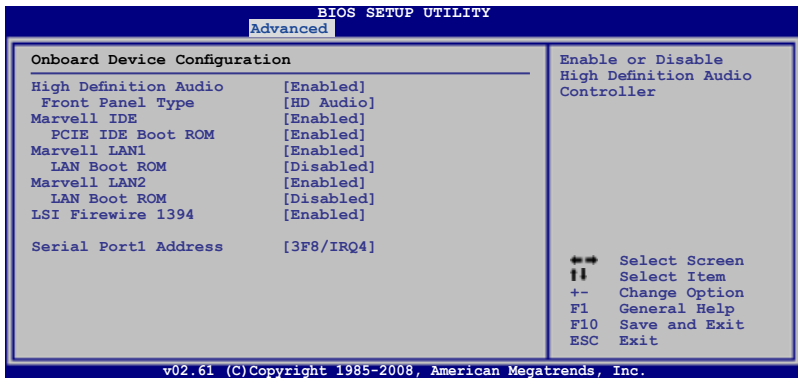 BIOS SETUP UTILITY
Advanced
Onboard Device Configuration
High Definition Audio [Enabled]
Front Panel Type [HD Audio]
Marvell IDE [Enabled]
PCIE IDE Boot ROM [Enabled]
Marvell LAN1 [Enabled]
LAN Boot ROM [Disabled]
Marvell LAN2 [Enabled]
LAN Boot ROM [Disabled]
LSI Firewire 1394 [Enabled]
Serial Port1 Address [3F8/IRQ4]
Enable or Disable
High Definition Audio
Controller
←→ Select Screen
↑↓ Select Item
+- Change Option
F1 General Help
F10 Save and Exit
ESC Exit
v02.61 (C)Copyright 1985-2008, American Megatrends, Inc.